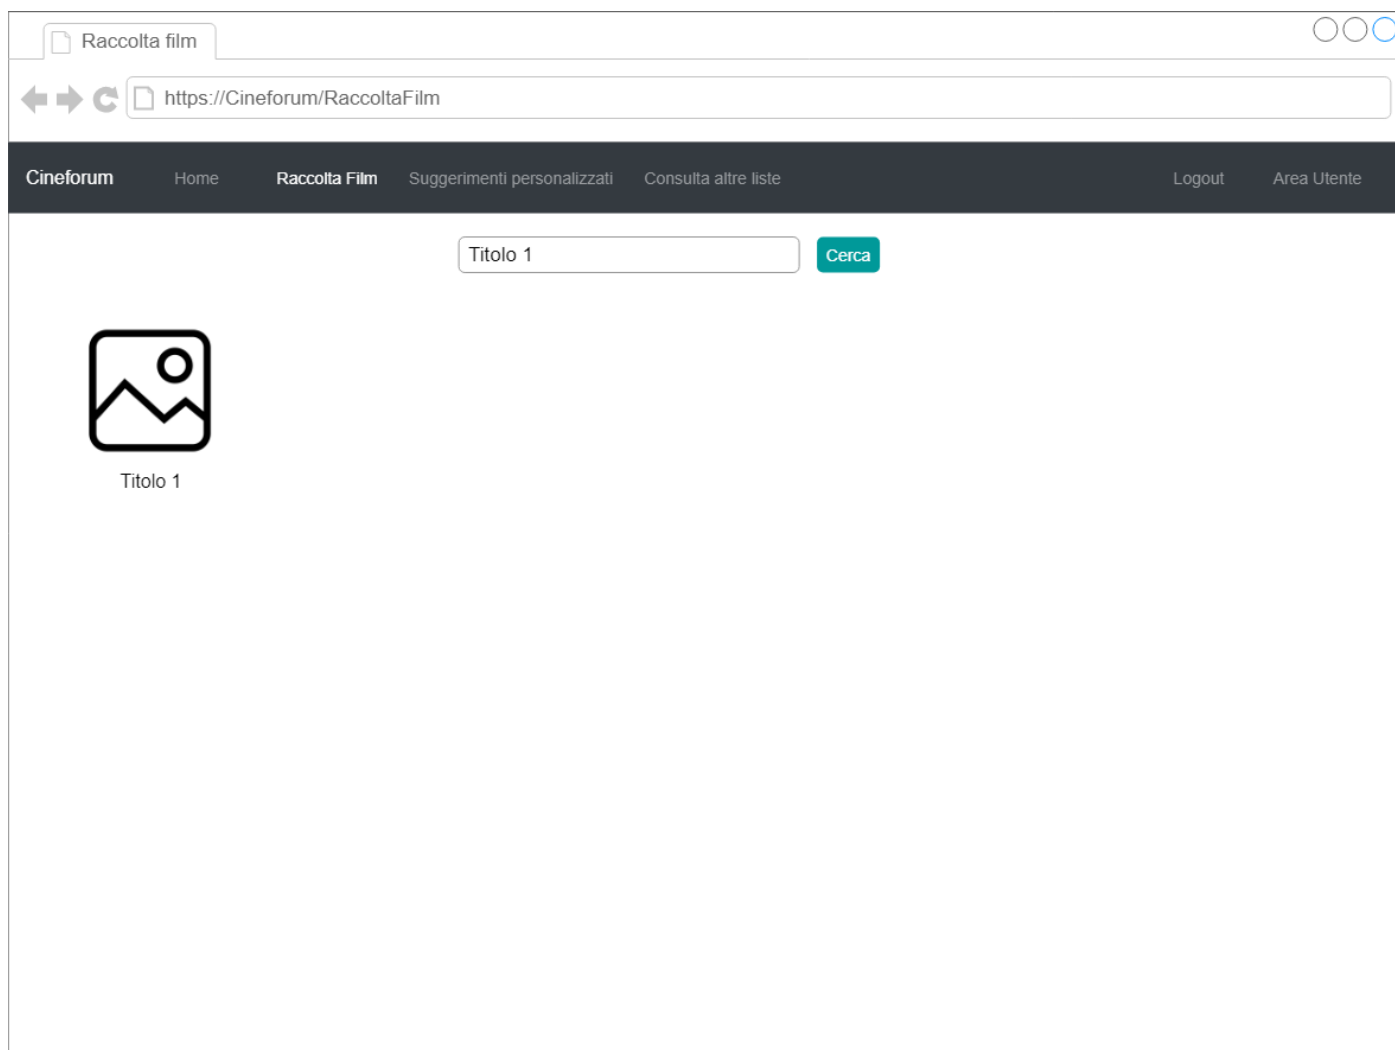 Raccolta film
https://Cineforum/RaccoltaFilm
Cineforum Home Raccolta Film Suggerimenti personalizzati Consulta altre liste Logout Area Utente
Titolo 1 Cerca
Titolo 1